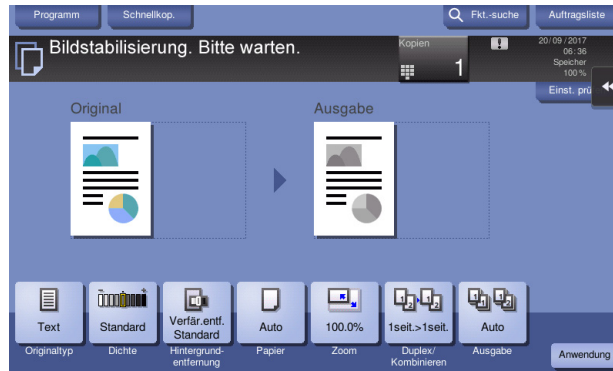 Programm
Schnellkop.
Fkt.-suche
Auftragsliste
Bildstabilisierung. Bitte warten.
Kopien
1
20/09/2017
06:36
Speicher
100%
Einst. prü
Original
Ausgabe
Text
Standard
Verfär.entf.
Standard
Auto
100.0%
1seit.>1seit.
Auto
Originaltyp
Dichte
Hintergrund-
entfernung
Papier
Zoom
Duplex/
Kombinieren
Ausgabe
Anwendung